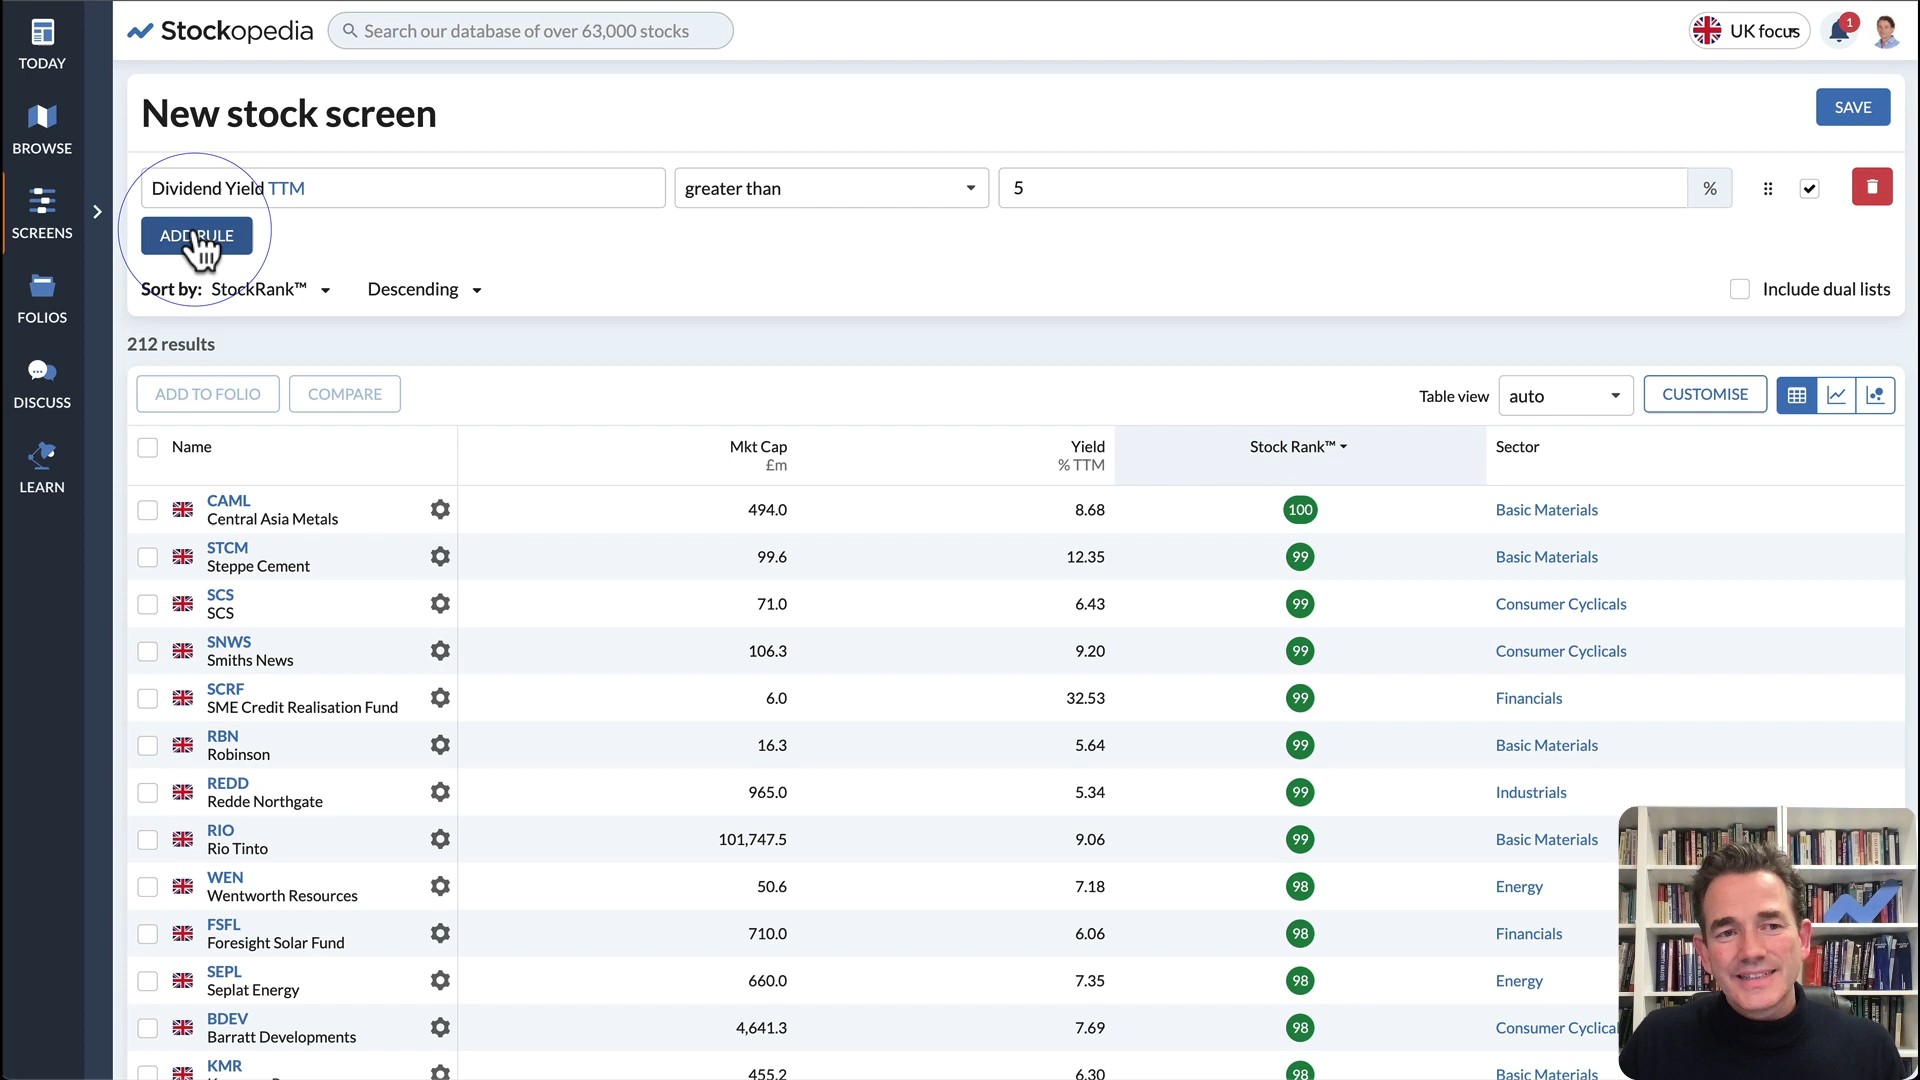 TODAY
BROWSE
SCREENS
FOLIOS
DISCUSS
LEARN
Stockopedia
Search our database of over 63,000 stocks
UK focus
1
New stock screen
SAVE
Dividend Yield TTM
greater than
5
%
ADD RULE
Sort by: StockRank™
Descending
Include dual lists
212 results
ADD TO FOLIO
COMPARE
Table view
auto
CUSTOMISE
Name
Mkt Cap
£m
Yield
% TTM
Stock Rank™
Sector
CAML
Central Asia Metals
494.0
8.68
100
Basic Materials
STCM
Steppe Cement
99.6
12.35
99
Basic Materials
SCS
SCS
71.0
6.43
99
Consumer Cyclicals
SNWS
Smiths News
106.3
9.20
99
Consumer Cyclicals
SCRF
SME Credit Realisation Fund
6.0
32.53
99
Financials
RBN
Robinson
16.3
5.64
99
Basic Materials
REDD
Redde Northgate
965.0
5.34
99
Industrials
RIO
Rio Tinto
101,747.5
9.06
99
Basic Materials
WEN
Wentworth Resources
50.6
7.18
98
Energy
FSFL
Foresight Solar Fund
710.0
6.06
98
Financials
SEPL
Seplat Energy
660.0
7.35
98
Energy
BDEV
Barratt Developments
4,641.3
7.69
98
Consumer Cyclical
KMR
455.2
6.30
98
Basic Materials